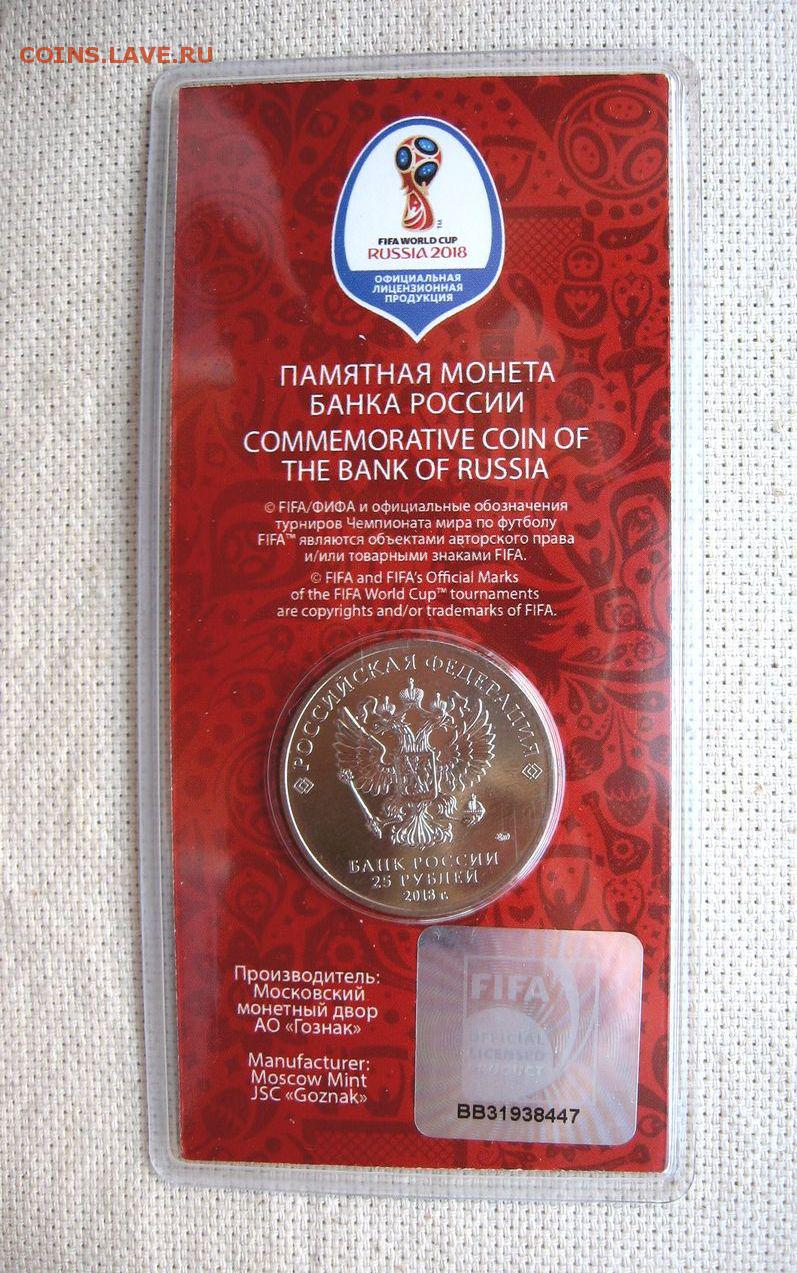 COINS.LAVE.RU
FIFA WORLD CUP
RUSSIA 2018
ОФИЦИАЛЬНАЯ
ЛИЦЕНЗИОННАЯ
ПРОДУКЦИЯ
ПАМЯТНАЯ МОНЕТА
БАНКА РОССИИ
COMMEMORATIVE COIN OF
THE BANK OF RUSSIA
© FIFA/ФИФА и официальные обозначения
турниров Чемпионата мира по футболу
FIFA™ являются объектами авторского права
и/или товарными знаками FIFA.
© FIFA and FIFA's Official Marks
of the FIFA World Cup™ tournaments
are copyrights and/or trademarks of FIFA.
РОССИЙСКАЯ ФЕДЕРАЦИЯ
БАНК РОССИИ
25 РУБЛЕЙ
2018 г.
Производитель:
Московский
монетный двор
АО «Гознак»
Manufacturer:
Moscow Mint
JSC «Goznak»
FIFA
OFFICIAL
LICENSED
PRODUCT
BB31938447